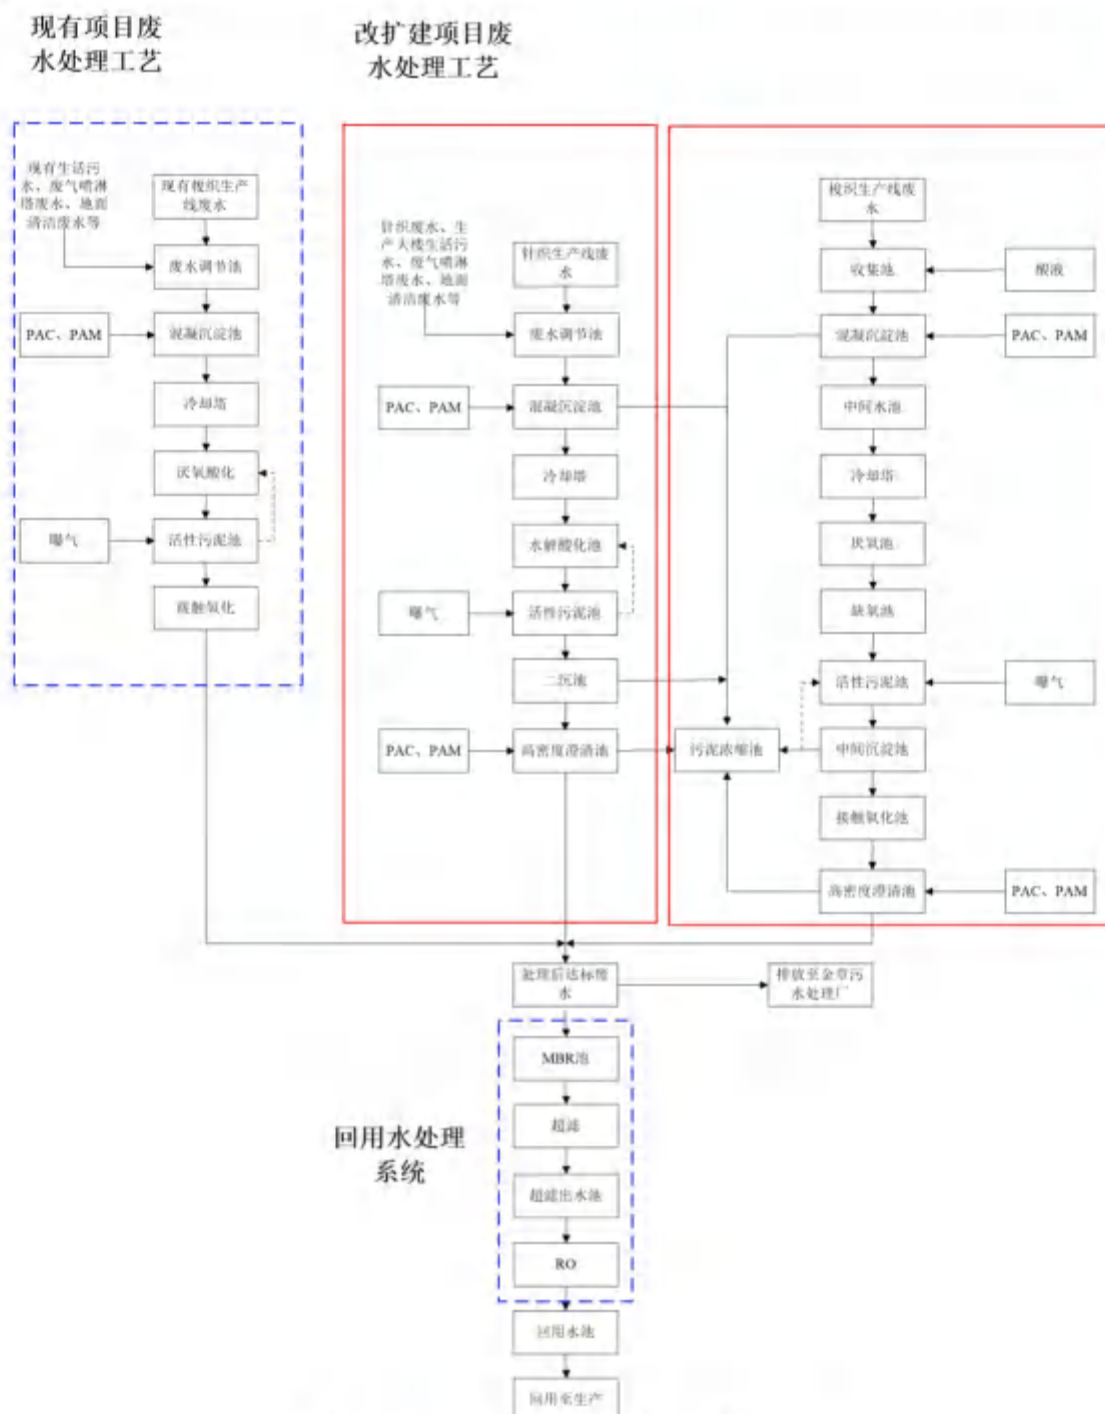 现有项目废
水处理工艺
改扩建项目废
水处理工艺
现有生活污
水、废气喷淋
塔废水、地面
清洁废水等
现有梭织生产
线废水
废水调节池
PAC、PAM
混凝沉淀池
冷却塔
厌氧酸化
曝气
活性污泥池
接触氧化
针织废水、生
产大楼生活污
水、废气喷淋
塔废水、地面
清洁废水等
针织生产线废
水
废水调节池
PAC、PAM
混凝沉淀池
冷却塔
水解酸化池
曝气
活性污泥池
二沉池
PAC、PAM
高密度澄清池
污泥浓缩池
梭织生产线废
水
收集池
酸液
混凝沉淀池
PAC、PAM
中间水池
冷却塔
厌氧池
缺氧池
活性污泥池
曝气
中间沉淀池
接触氧化池
高密度澄清池
PAC、PAM
处理后达标废
水
排放至金草污
水处理厂
回用水处理
系统
MBR池
超滤
超滤出水池
RO
回用水池
回用至生产